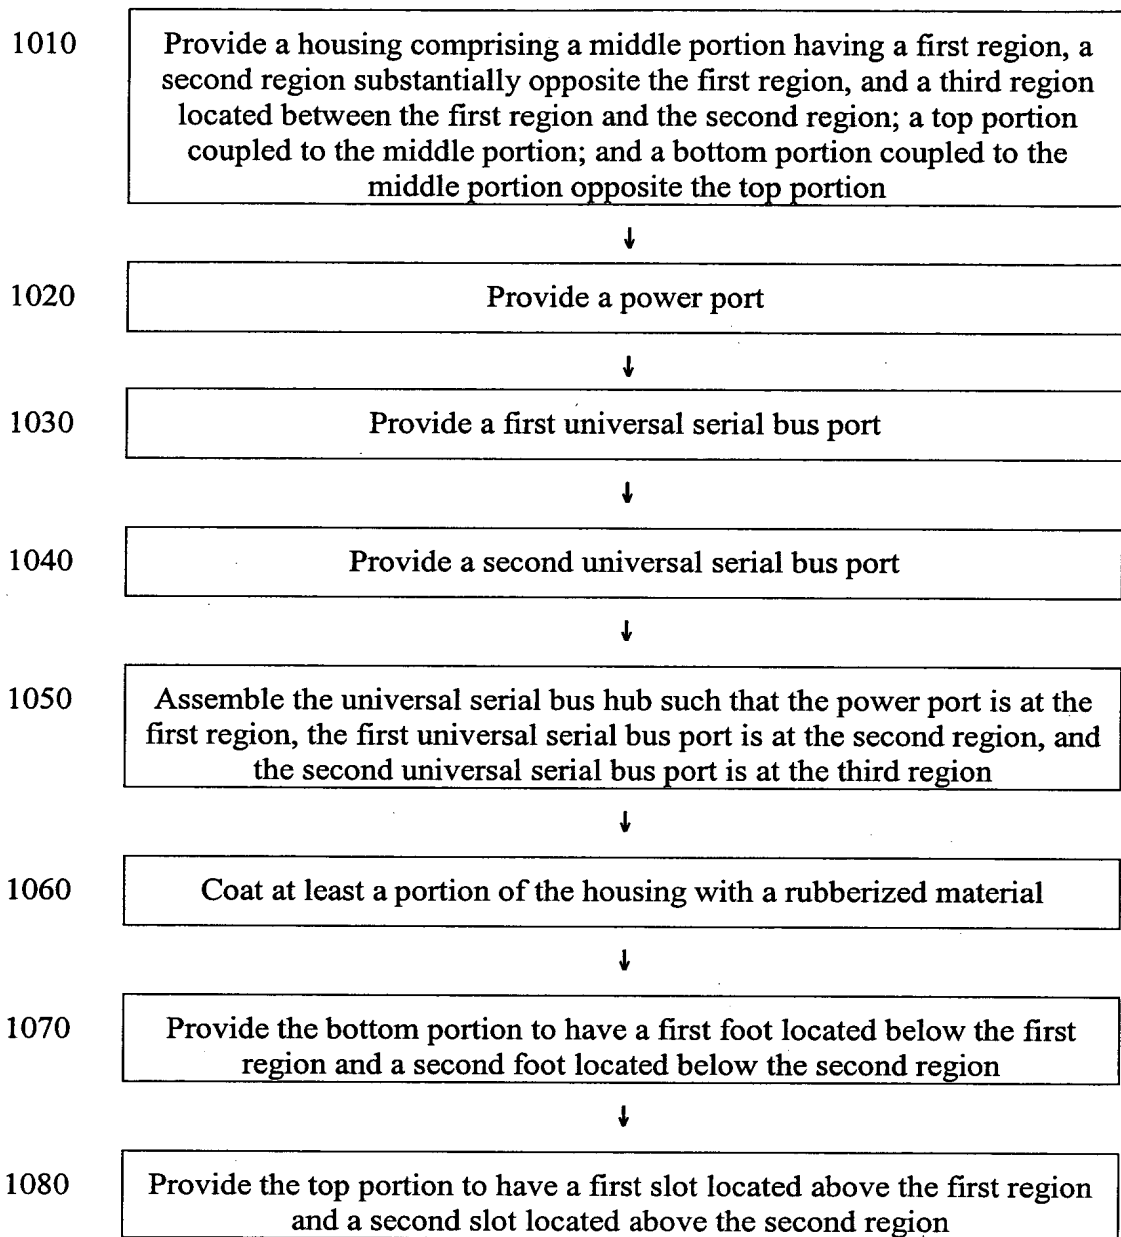 1010
Provide a housing comprising a middle portion having a first region, a
second region substantially opposite the first region, and a third region
located between the first region and the second region; a top portion
coupled to the middle portion; and a bottom portion coupled to the
middle portion opposite the top portion
1020
Provide a power port
1030
Provide a first universal serial bus port
1040
Provide a second universal serial bus port
1050
Assemble the universal serial bus hub such that the power port is at the
first region, the first universal serial bus port is at the second region, and
the second universal serial bus port is at the third region
1060
Coat at least a portion of the housing with a rubberized material
1070
Provide the bottom portion to have a first foot located below the first
region and a second foot located below the second region
1080
Provide the top portion to have a first slot located above the first region
and a second slot located above the second region